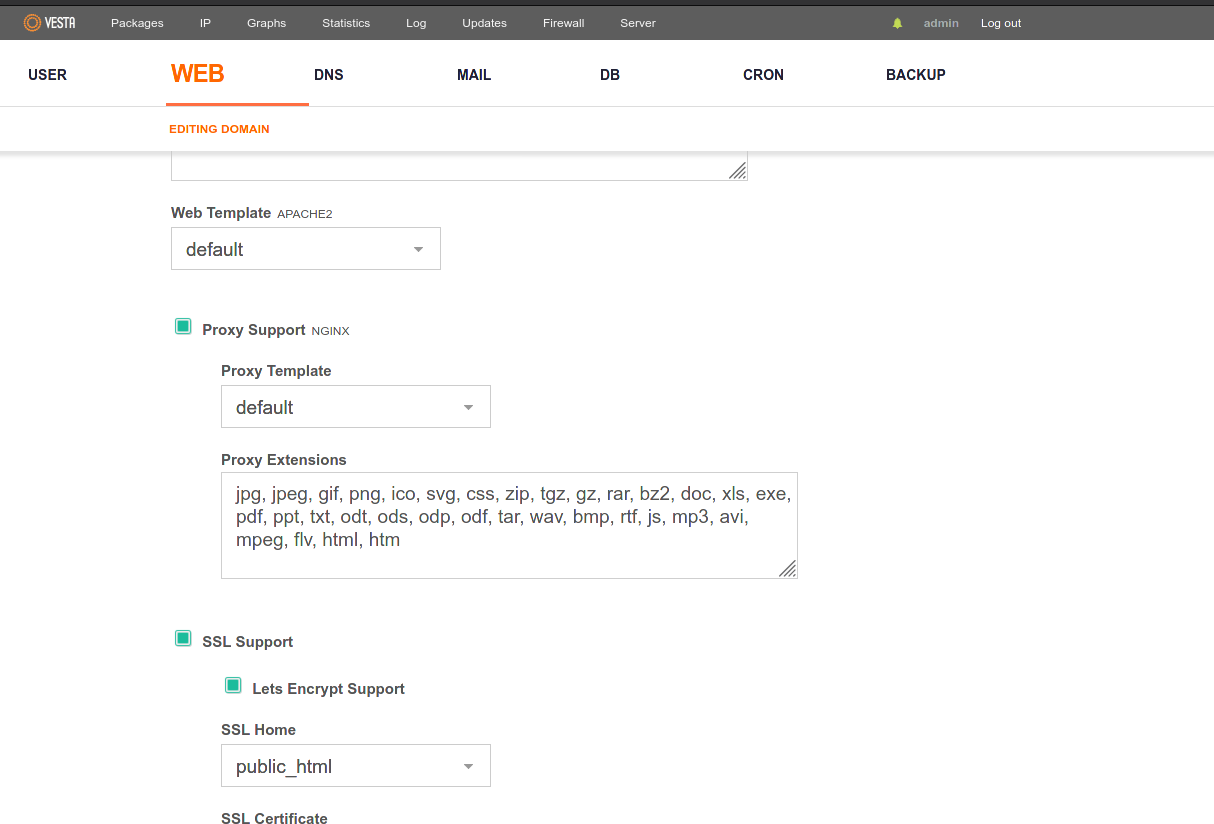 VESTA Packages IP Graphs Statistics Log Updates Firewall Server admin Log out
USER WEB DNS MAIL DB CRON BACKUP
EDITING DOMAIN
Web Template APACHE2
default
Proxy Support NGINX
Proxy Template
default
Proxy Extensions
jpg, jpeg, gif, png, ico, svg, css, zip, tgz, gz, rar, bz2, doc, xls, exe,
pdf, ppt, txt, odt, ods, odp, odf, tar, wav, bmp, rtf, js, mp3, avi,
mpeg, flv, html, htm
SSL Support
Lets Encrypt Support
SSL Home
public_html
SSL Certificate